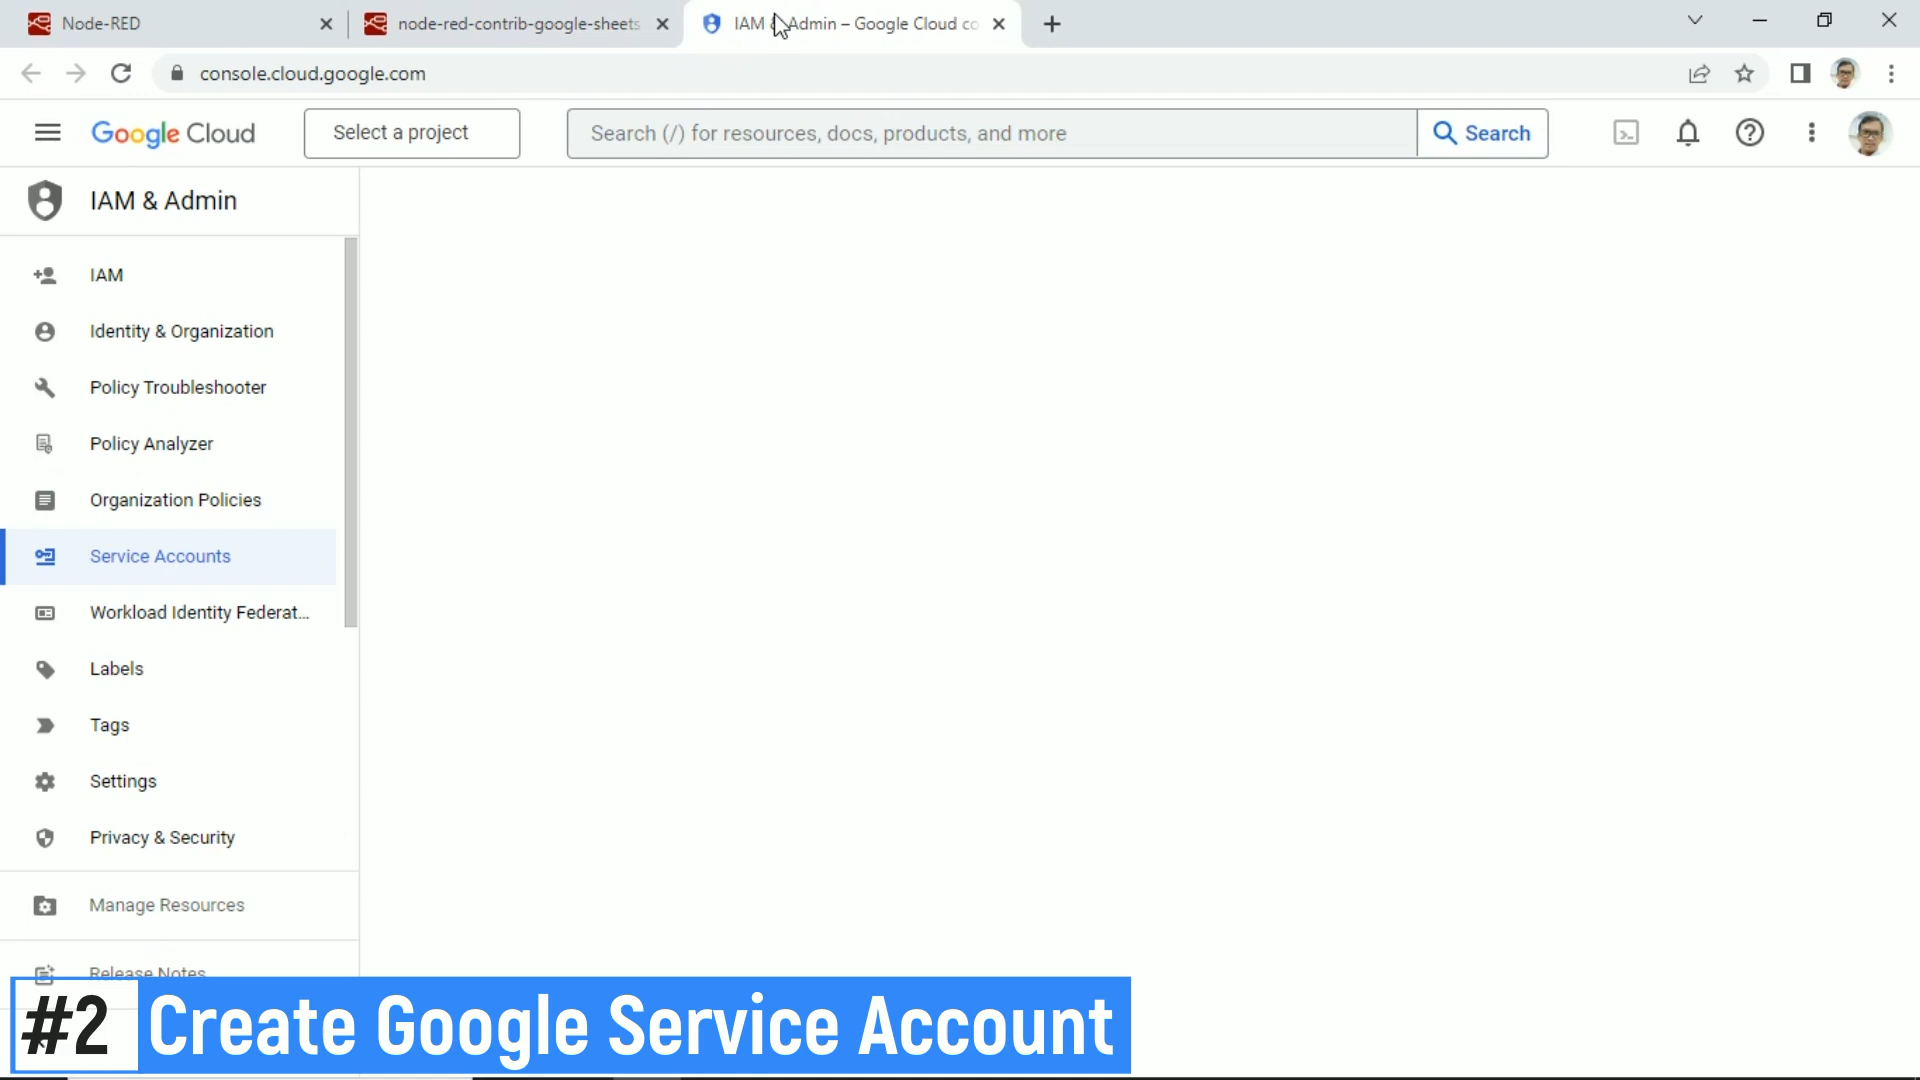 Node-RED
node-red-contrib-google-sheets
IAM & Admin – Google Cloud co
console.cloud.google.com
Google Cloud
Select a project
Search (/) for resources, docs, products, and more
Search
IAM & Admin
IAM
Identity & Organization
Policy Troubleshooter
Policy Analyzer
Organization Policies
Service Accounts
Workload Identity Federat...
Labels
Tags
Settings
Privacy & Security
Manage Resources
Release Notes
#2 Create Google Service Account